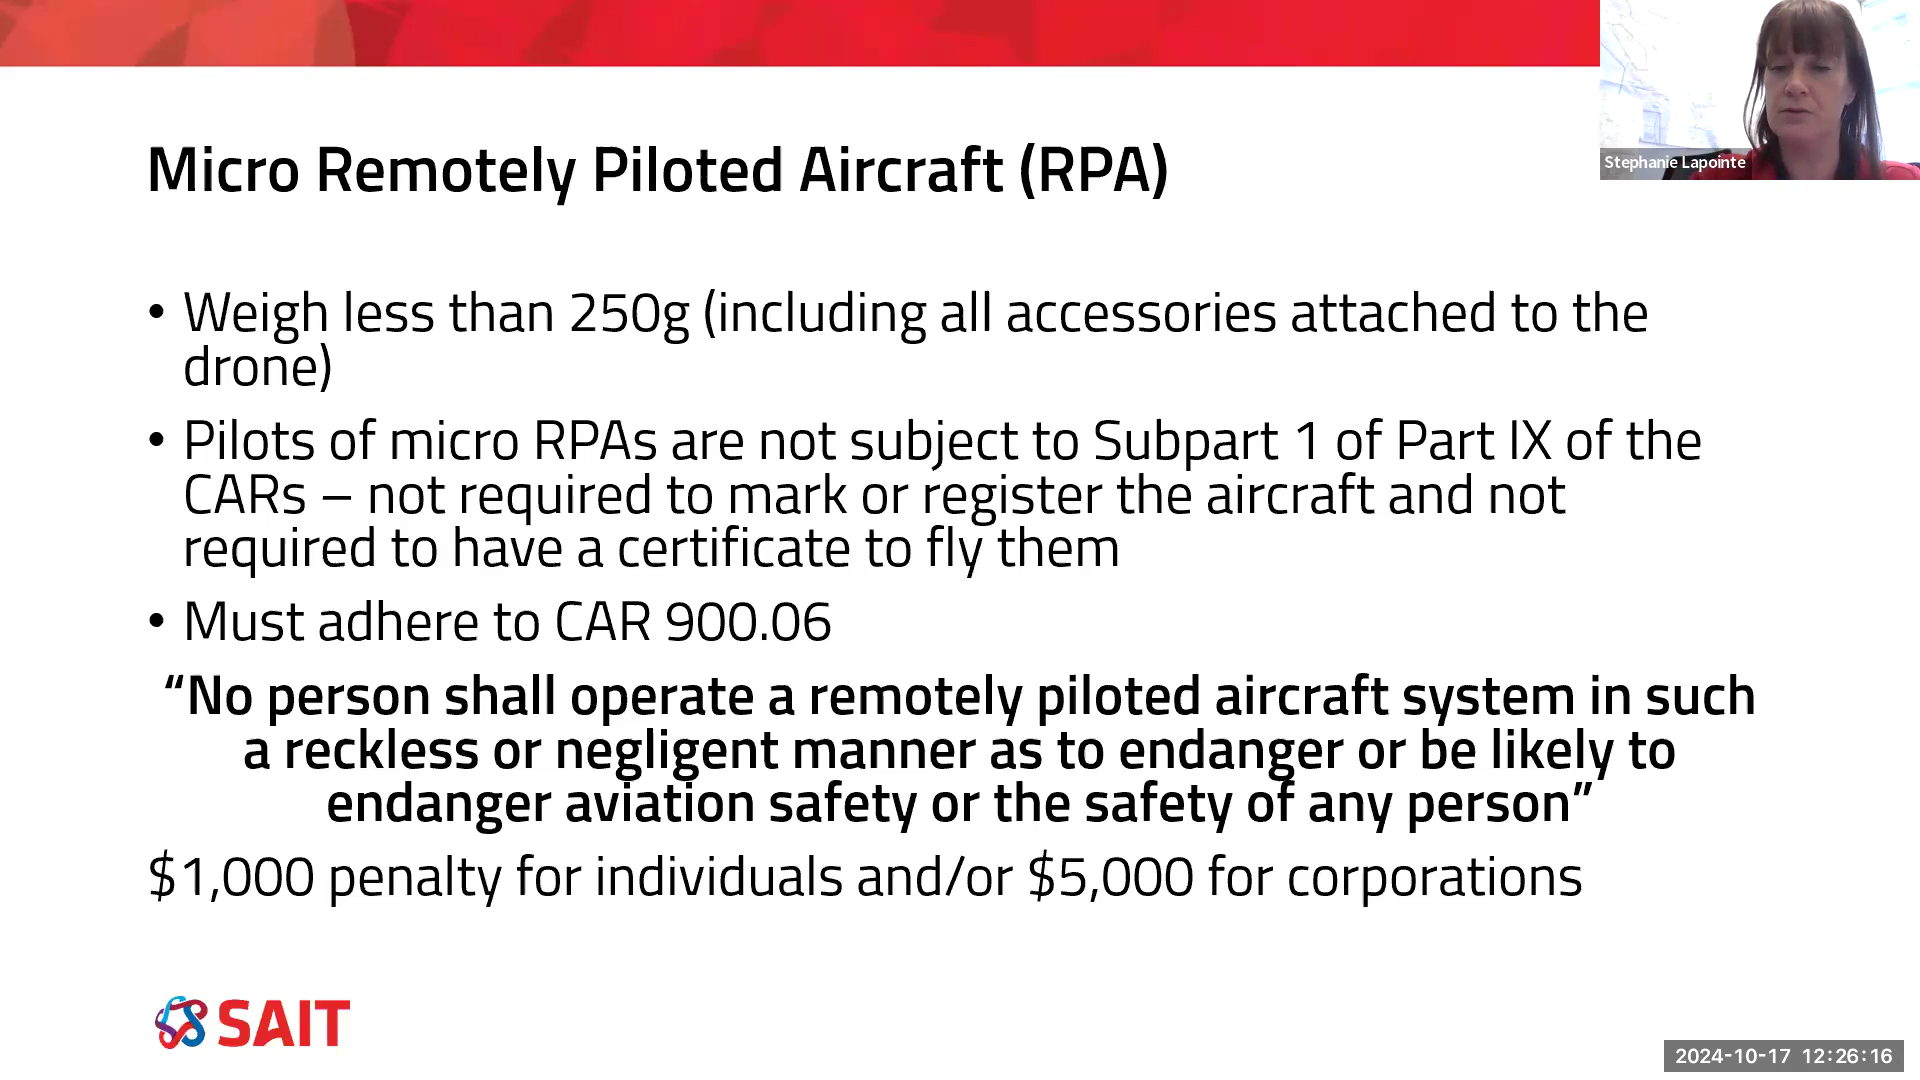 Stephanie Lapointe
Micro Remotely Piloted Aircraft (RPA)
• Weigh less than 250g (including all accessories attached to the
drone)
• Pilots of micro RPAs are not subject to Subpart 1 of Part IX of the
CARs – not required to mark or register the aircraft and not
required to have a certificate to fly them
• Must adhere to CAR 900.06
“No person shall operate a remotely piloted aircraft system in such
a reckless or negligent manner as to endanger or be likely to
endanger aviation safety or the safety of any person”
$1,000 penalty for individuals and/or $5,000 for corporations
SAIT
2024-10-17 12:26:16